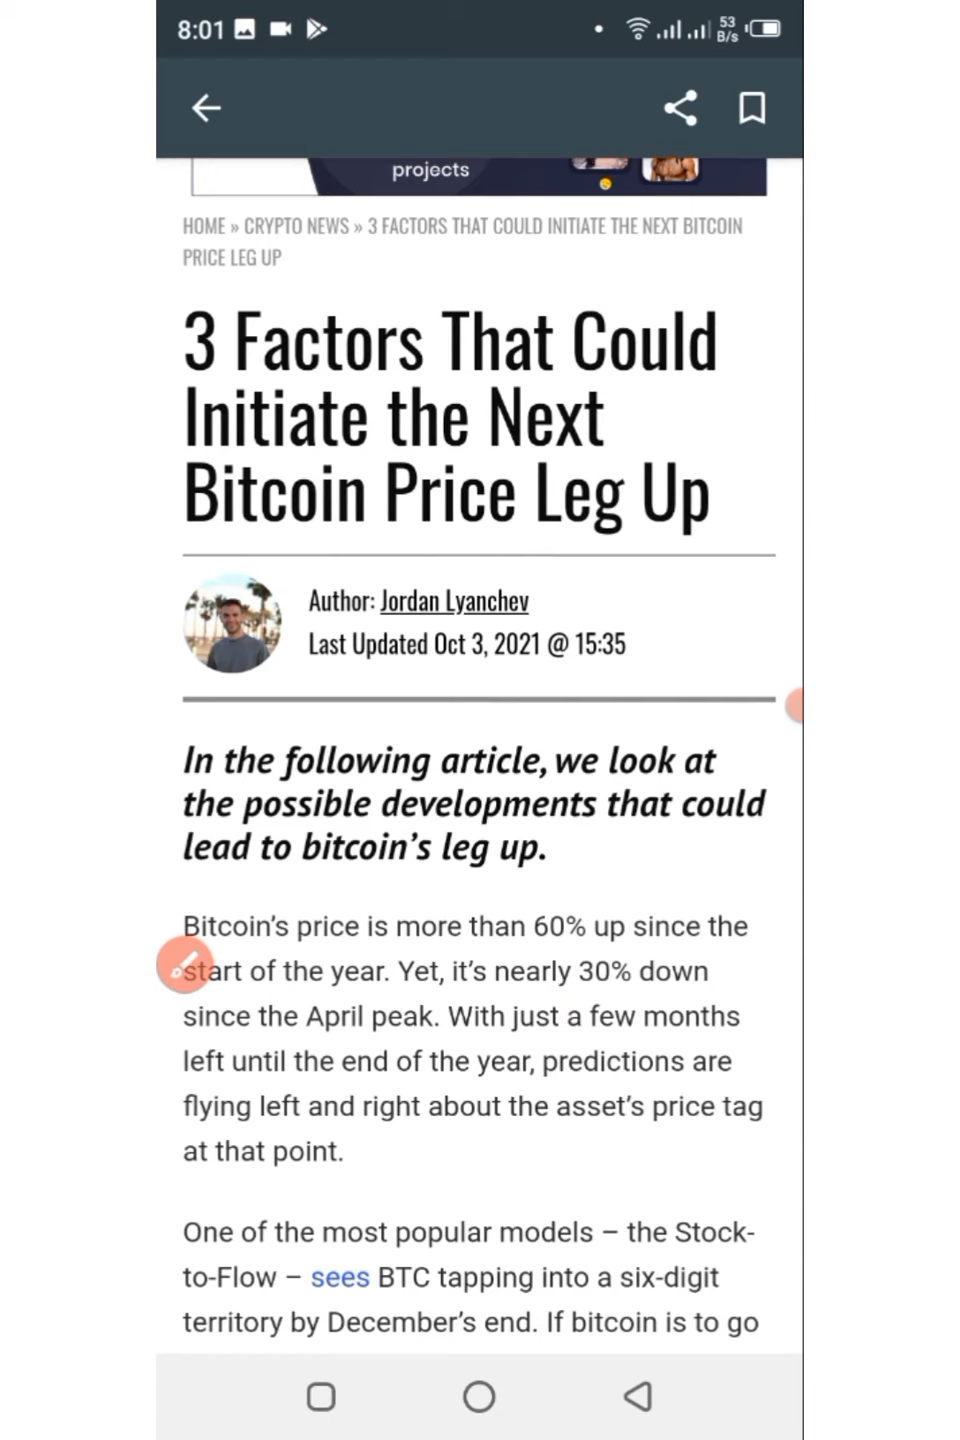 8:01
53
B/s
projects
HOME » CRYPTO NEWS » 3 FACTORS THAT COULD INITIATE THE NEXT BITCOIN
PRICE LEG UP
3 Factors That Could
Initiate the Next
Bitcoin Price Leg Up
Author: Jordan Lyanchev
Last Updated Oct 3, 2021 @ 15:35
In the following article, we look at
the possible developments that could
lead to bitcoin's leg up.
Bitcoin's price is more than 60% up since the
start of the year. Yet, it's nearly 30% down
since the April peak. With just a few months
left until the end of the year, predictions are
flying left and right about the asset's price tag
at that point.
One of the most popular models – the Stock-
to-Flow – sees BTC tapping into a six-digit
territory by December's end. If bitcoin is to go